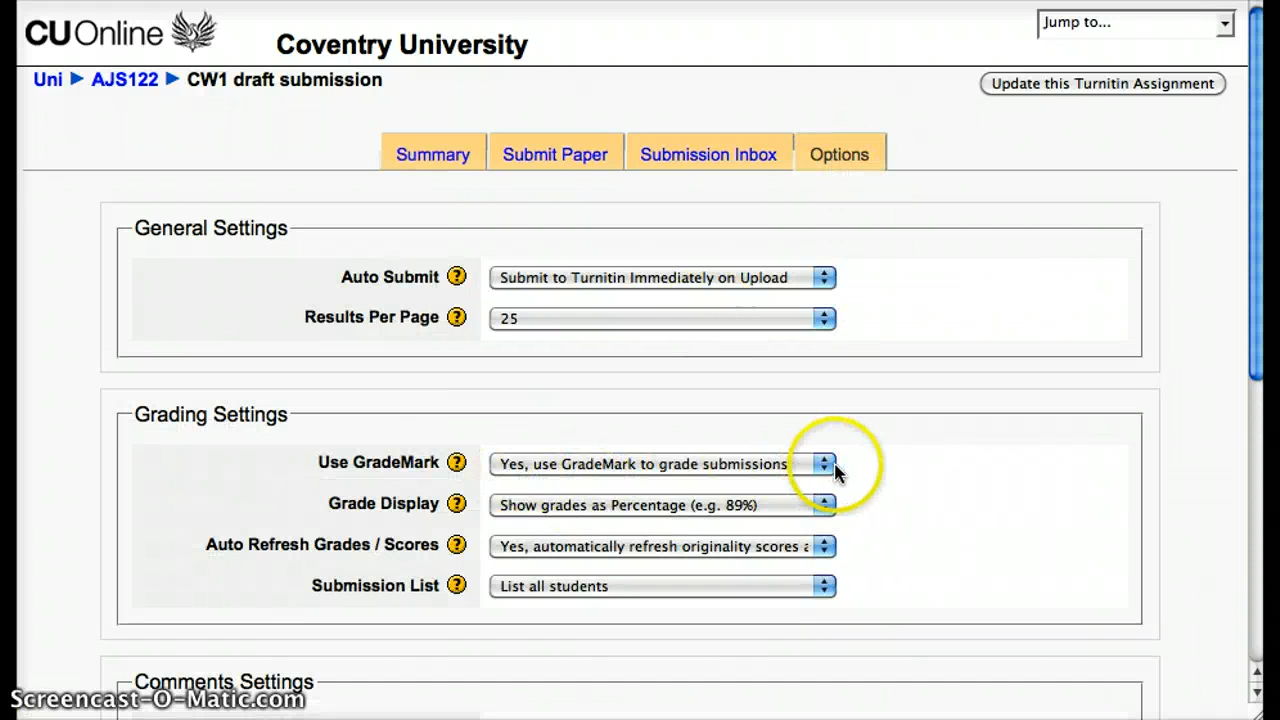 CUOnline
Coventry University
Jump to...
Uni ► AJS122 ► CW1 draft submission
Update this Turnitin Assignment
Summary Submit Paper Submission Inbox Options
General Settings
Auto Submit ? Submit to Turnitin Immediately on Upload
Results Per Page ? 25
Grading Settings
Use GradeMark ? Yes, use GradeMark to grade submissions
Grade Display ? Show grades as Percentage (e.g. 89%)
Auto Refresh Grades / Scores ? Yes, automatically refresh originality scores a
Submission List ? List all students
Comments Settings
Screencast-O-Matic.com